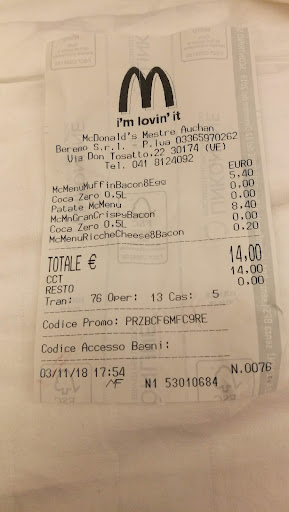 i'm lovin' it
McDonald's Mestre Auchan
Beremo S.r.l. - P.Iva 03365970262
Via Don Tosatto,22 30174 (VE)
Tel. 041 8124092
EURO
McMenuMuffinBacon&Egg 5.40
Coca Zero 0.5L 0.00
Patate McMenu 0.00
McMnGranCrispyBacon 8.40
Coca Zero 0.5L 0.00
McMenuRiccheCheese&Bacon 0.20
TOTALE € 14,00
CCT 14,00
RESTO 0,00
Tran: 76 Oper: 13 Cas: 5
Codice Promo: PRZBCF6MFC9RE
Codice Accesso Bagni:
03/11/18 17:54 N.0076
MF N1 53010684